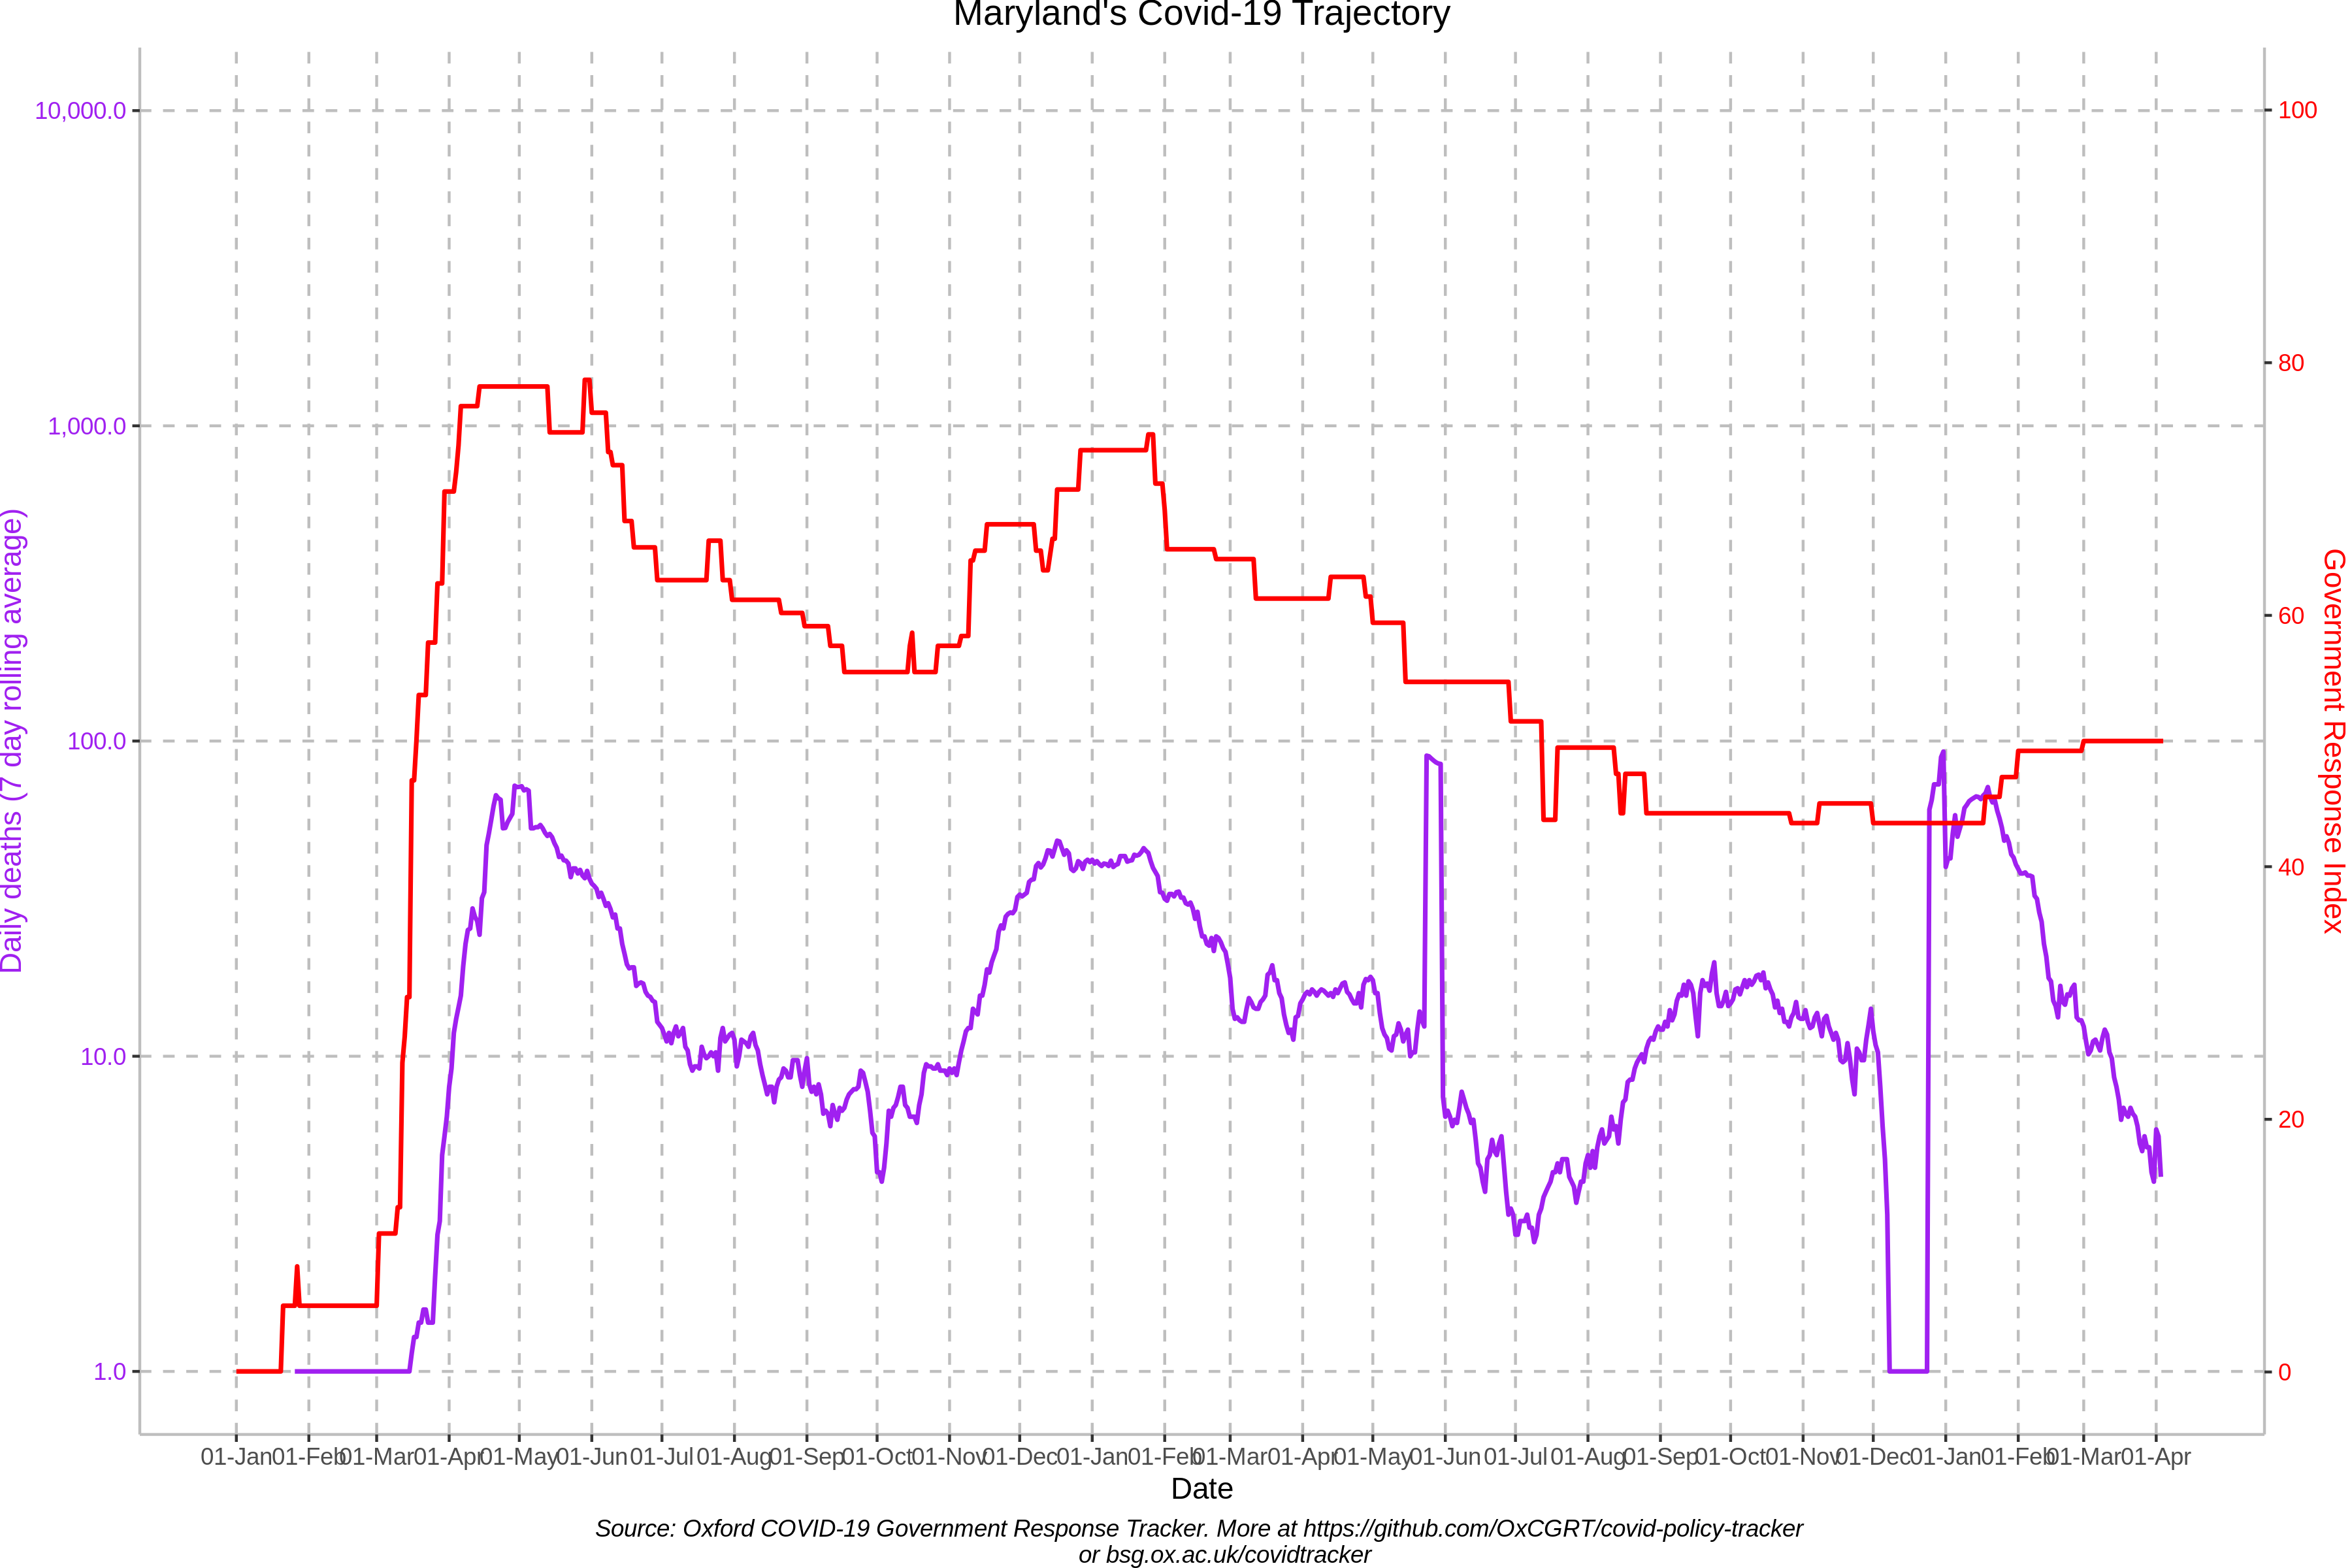 Maryland's Covid-19 Trajectory
10,000.0
1,000.0
100.0
10.0
1.0
Daily deaths (7 day rolling average)
100
80
60
40
20
0
Government Response Index
01-Jan 01-Feb 01-Mar 01-Apr 01-May 01-Jun 01-Jul 01-Aug 01-Sep 01-Oct 01-Nov 01-Dec 01-Jan 01-Feb 01-Mar 01-Apr 01-May 01-Jun 01-Jul 01-Aug 01-Sep 01-Oct 01-Nov 01-Dec 01-Jan 01-Feb 01-Mar 01-Apr
Date
Source: Oxford COVID-19 Government Response Tracker. More at https://github.com/OxCGRT/covid-policy-tracker
or bsg.ox.ac.uk/covidtracker